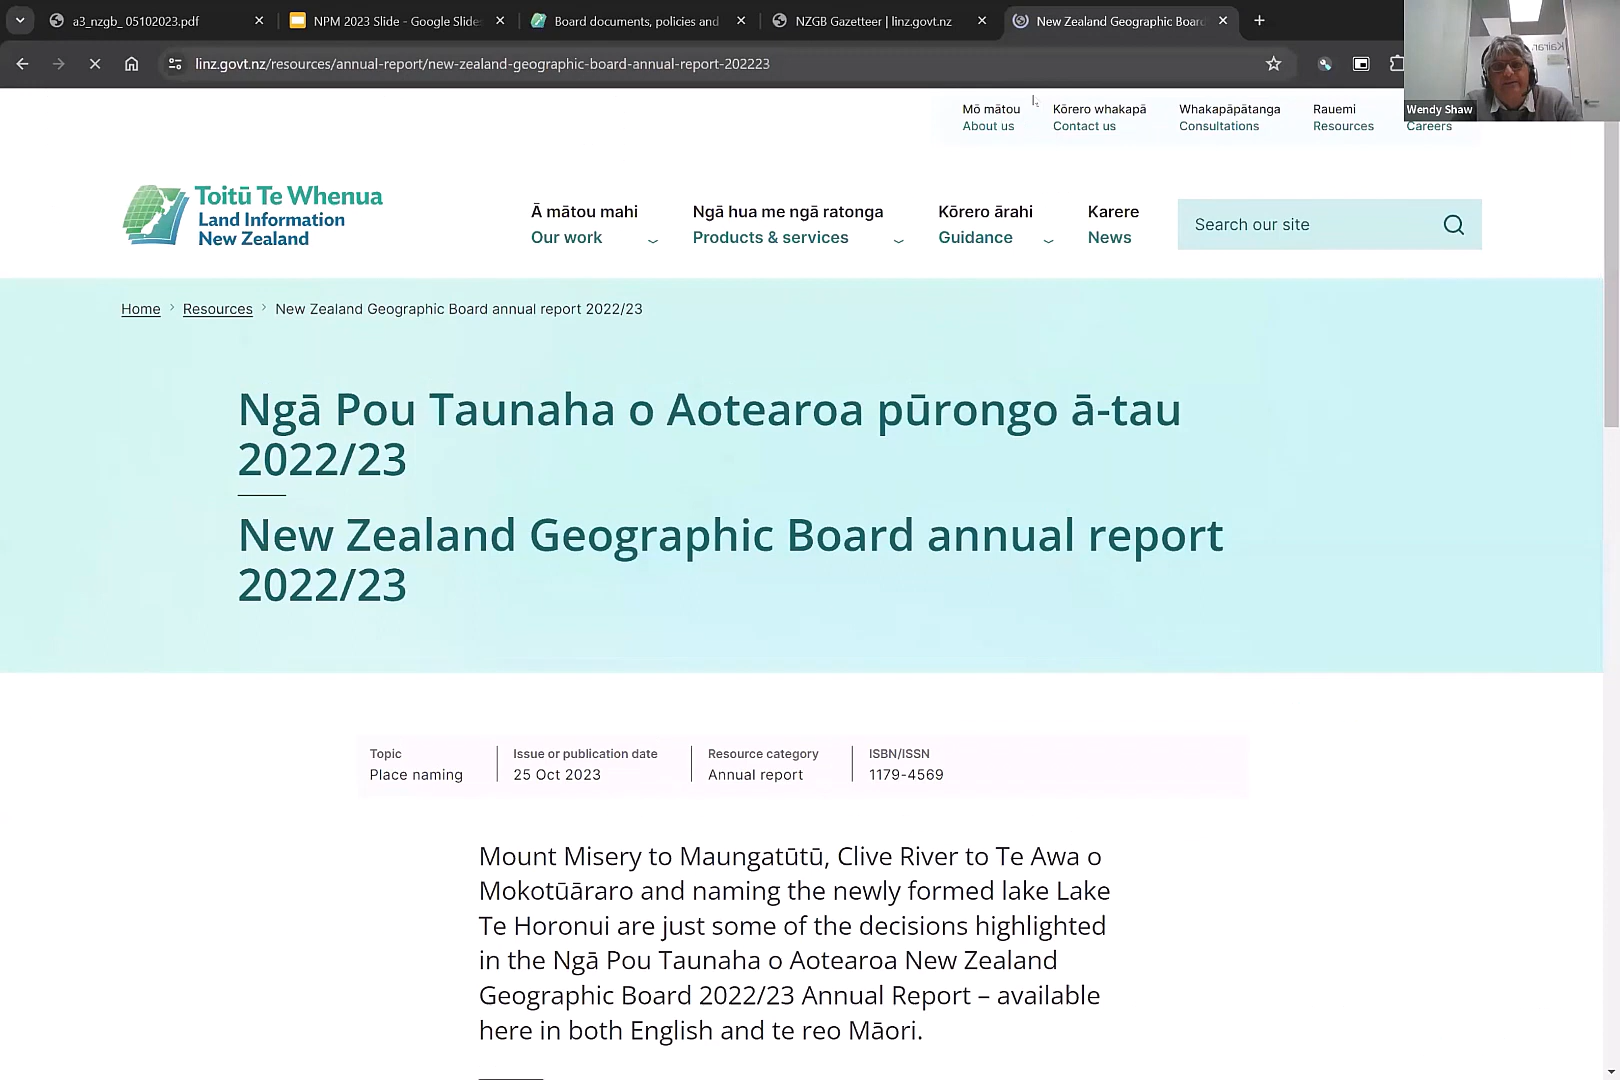 a3_nzgb_ 05102023.pdf
NPM 2023 Slide - Google Slides
Board documents, policies and
NZGB Gazetteer | linz.govt.nz
New Zealand Geographic Board
linz.govt.nz/resources/annual-report/new-zealand-geographic-board-annual-report-202223
Wendy Shaw
Mō mātou
About us
Kōrero whakapā
Contact us
Whakapāpātanga
Consultations
Rauemi
Resources
Careers
Toitū Te Whenua
Land Information
New Zealand
Ā mātou mahi
Our work
Ngā hua me ngā ratonga
Products & services
Kōrero ārahi
Guidance
Karere
News
Search our site
Home > Resources > New Zealand Geographic Board annual report 2022/23
Ngā Pou Taunaha o Aotearoa pūrongo ā-tau
2022/23
New Zealand Geographic Board annual report
2022/23
Topic
Place naming
Issue or publication date
25 Oct 2023
Resource category
Annual report
ISBN/ISSN
1179-4569
Mount Misery to Maungatūtū, Clive River to Te Awa o
Mokotūāraro and naming the newly formed lake Lake
Te Horonui are just some of the decisions highlighted
in the Ngā Pou Taunaha o Aotearoa New Zealand
Geographic Board 2022/23 Annual Report – available
here in both English and te reo Māori.